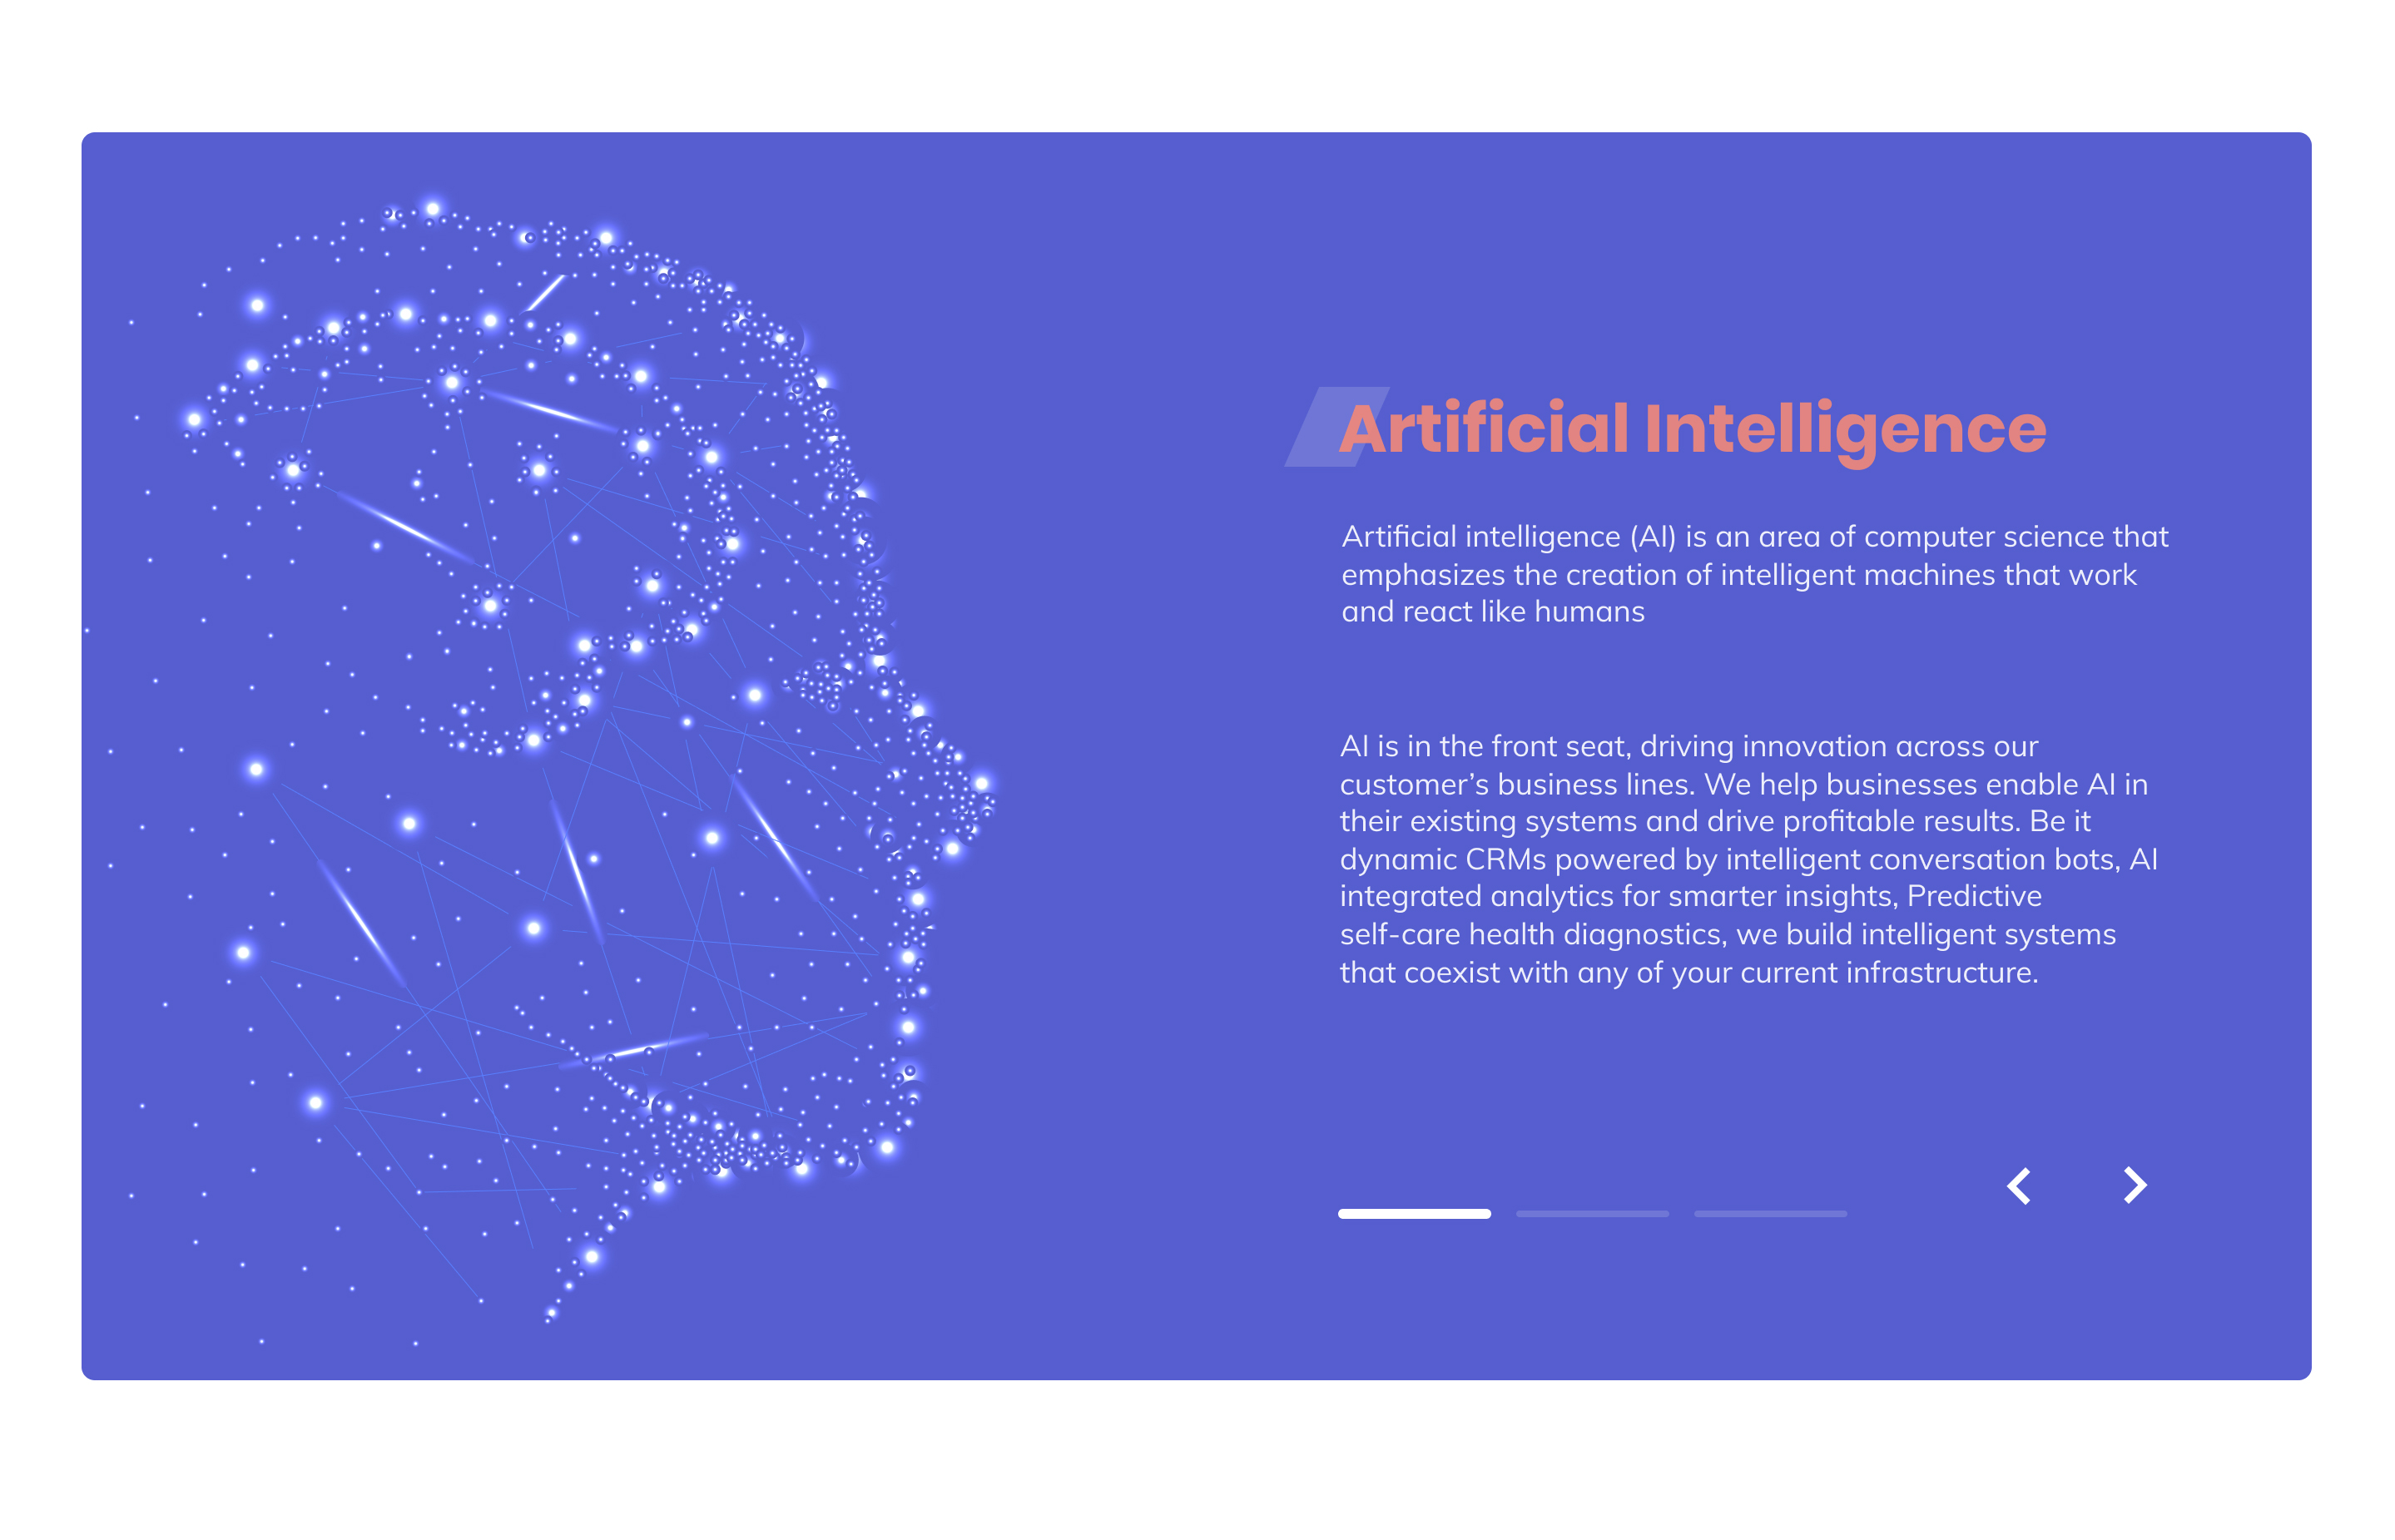 Artificial Intelligence
Artificial intelligence (AI) is an area of computer science that
emphasizes the creation of intelligent machines that work
and react like humans
AI is in the front seat, driving innovation across our
customer’s business lines. We help businesses enable AI in
their existing systems and drive profitable results. Be it
dynamic CRMs powered by intelligent conversation bots, AI
integrated analytics for smarter insights, Predictive
self-care health diagnostics, we build intelligent systems
that coexist with any of your current infrastructure.